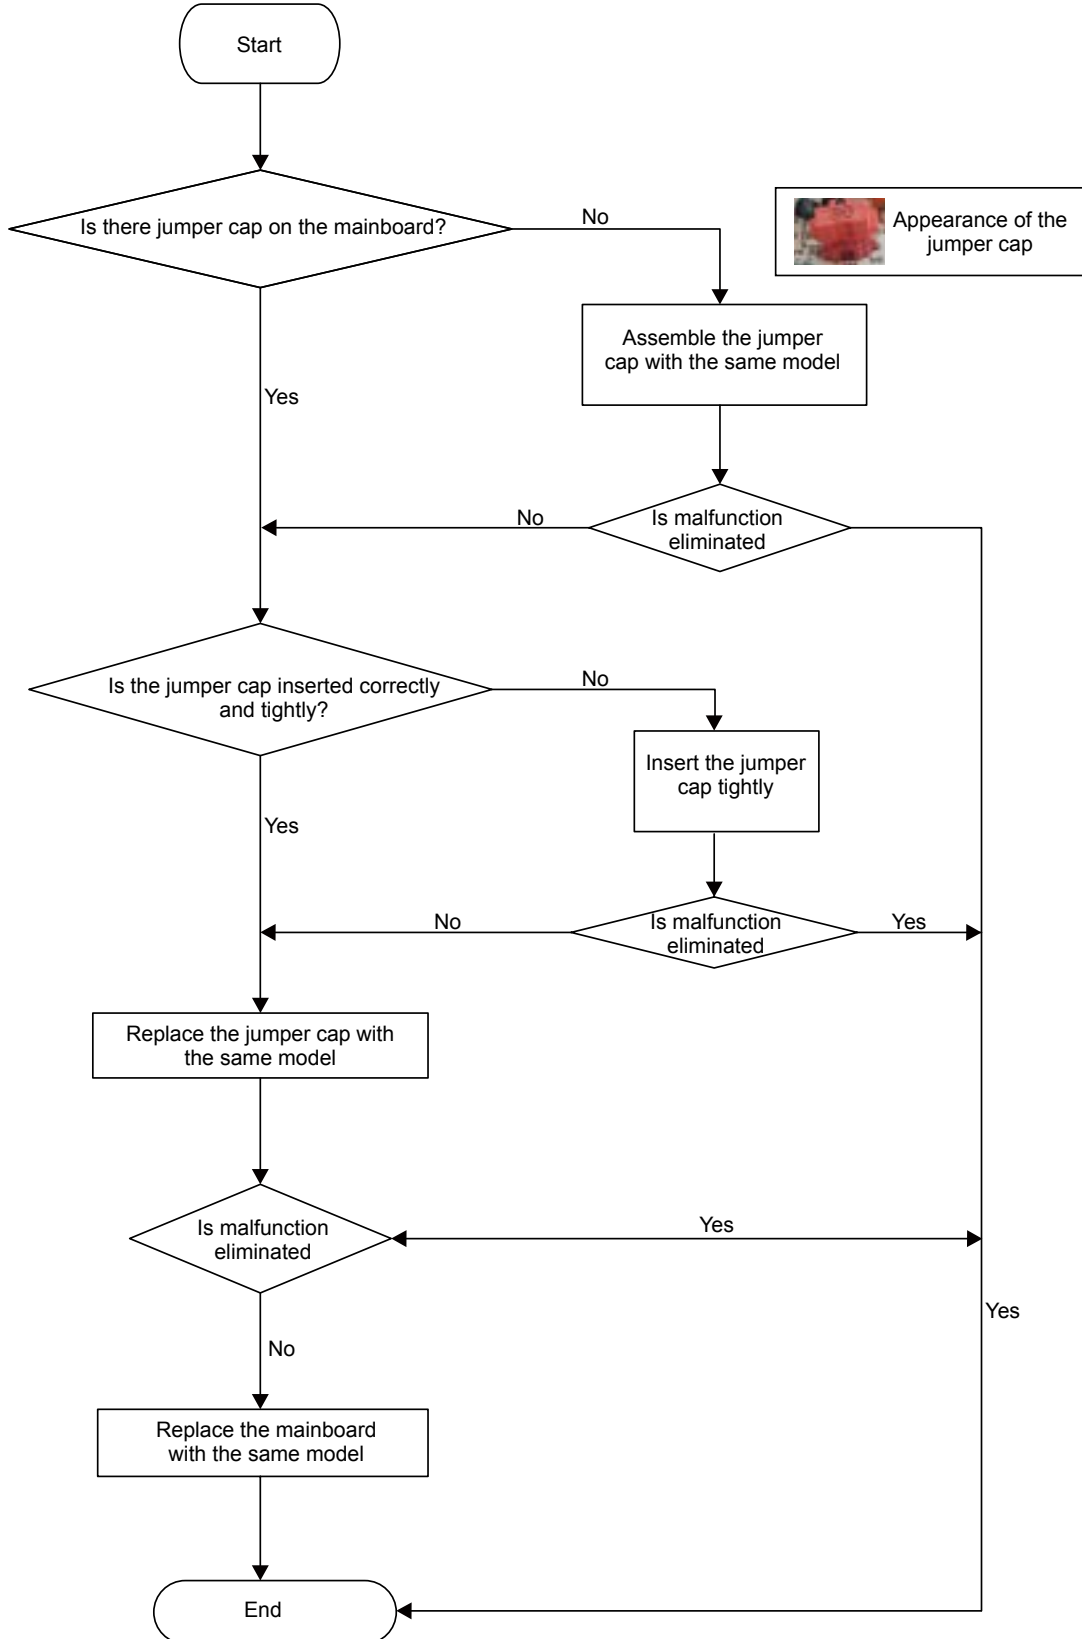 Start
Is there jumper cap on the mainboard?
No
Appearance of the
jumper cap
Assemble the jumper
cap with the same model
Yes
Is malfunction
eliminated
No
Is the jumper cap inserted correctly
and tightly?
No
Insert the jumper
cap tightly
Yes
Is malfunction
eliminated
No
Yes
Replace the jumper cap with
the same model
Is malfunction
eliminated
Yes
Yes
No
Replace the mainboard
with the same model
End